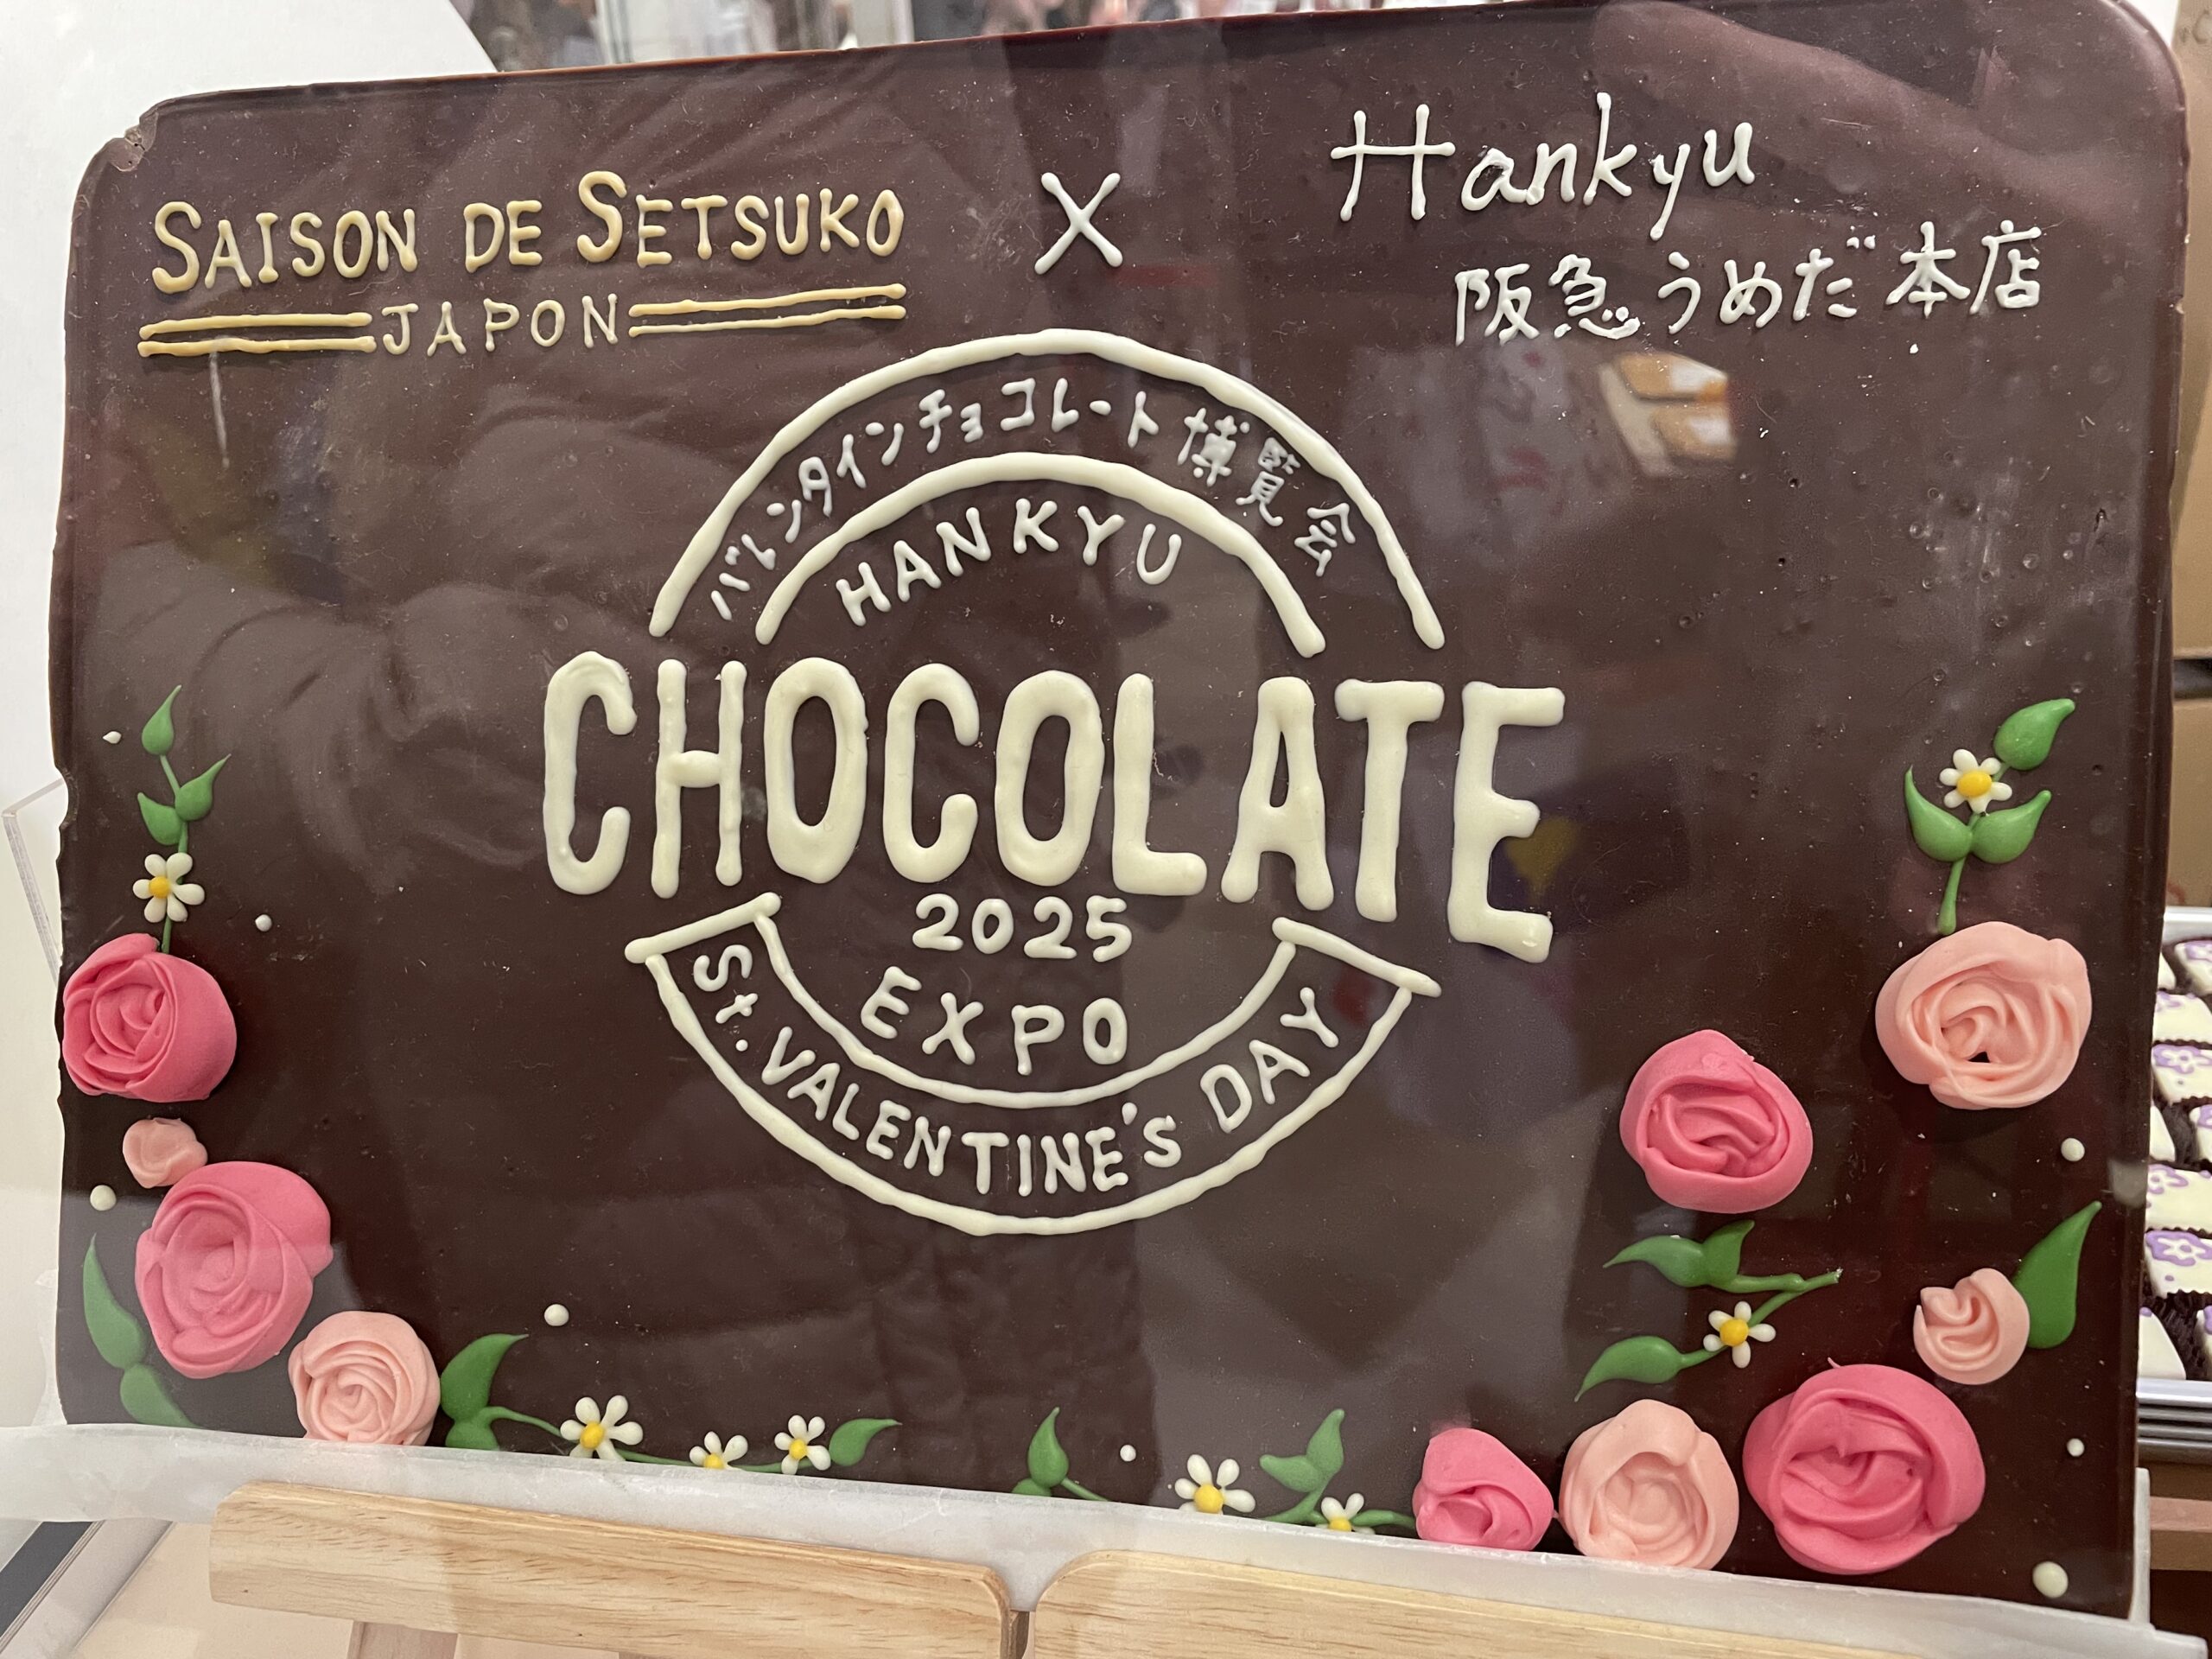 SAISON DE SETSUKO
JAPON
X
Hankyu
阪急うめだ本店
バレンタインチョコレート博覧会
HANKYU
CHOCOLATE
2025
EXPO
St. VALENTINE'S DAY